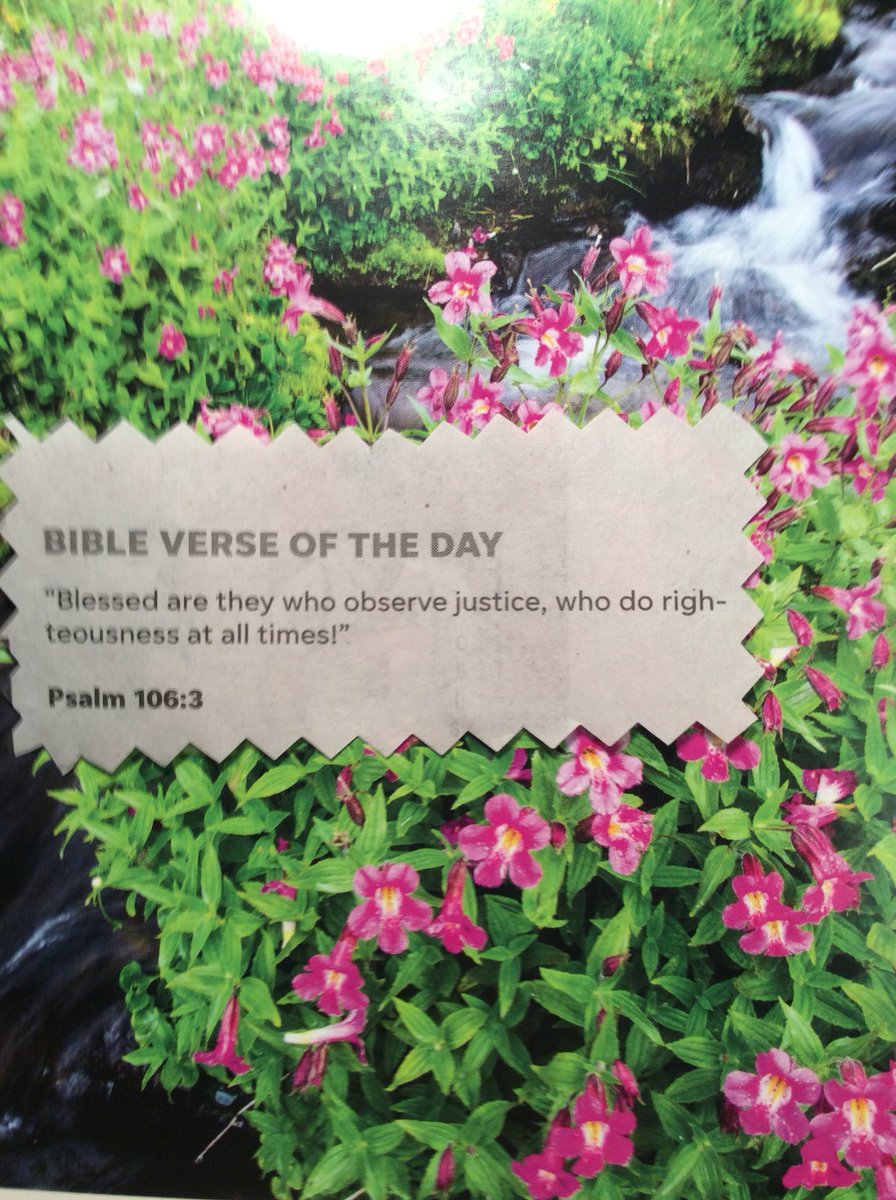 BIBLE VERSE OF THE DAY
“Blessed are they who observe justice, who do righ-
teousness at all times!”
Psalm 106:3